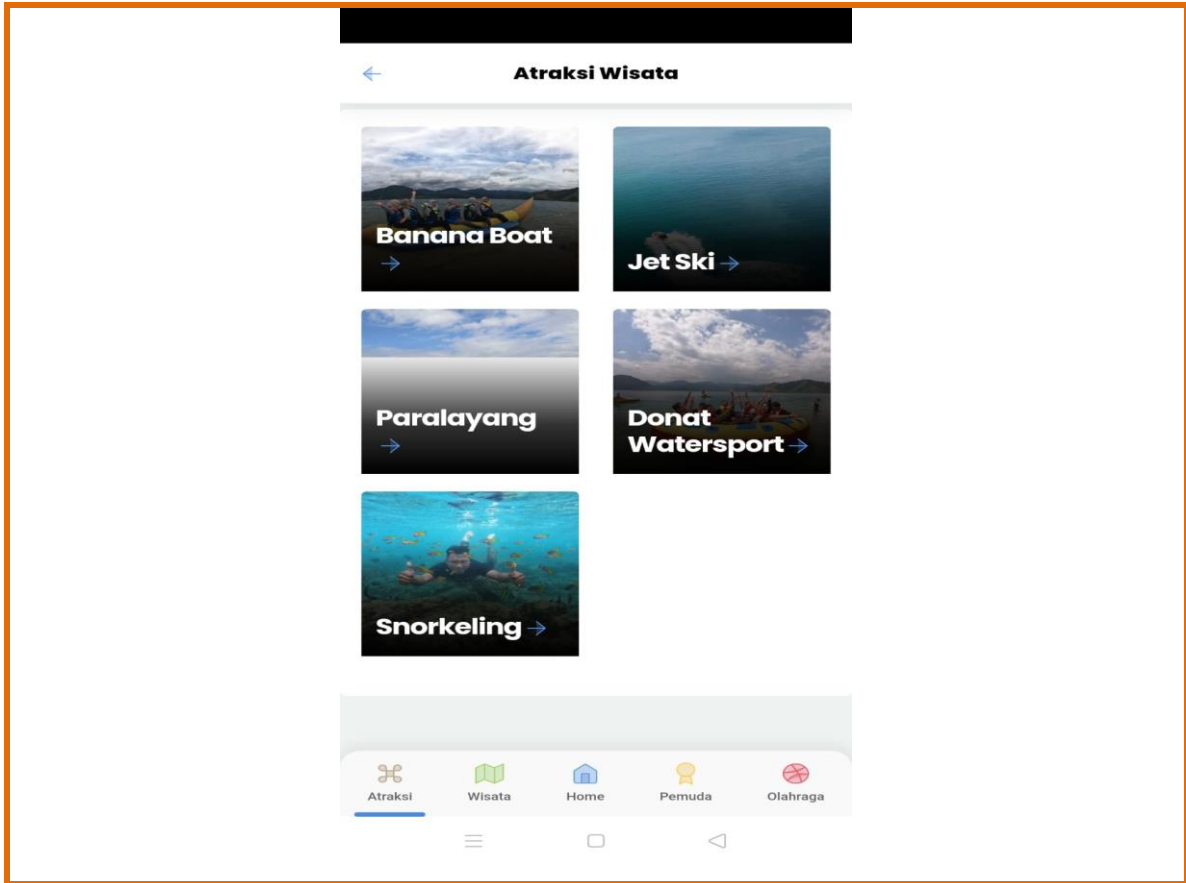 Atraksi Wisata
Banana Boat
Jet Ski
Paralayang
Donat
Watersport
Snorkeling
Atraksi
Wisata
Home
Pemuda
Olahraga